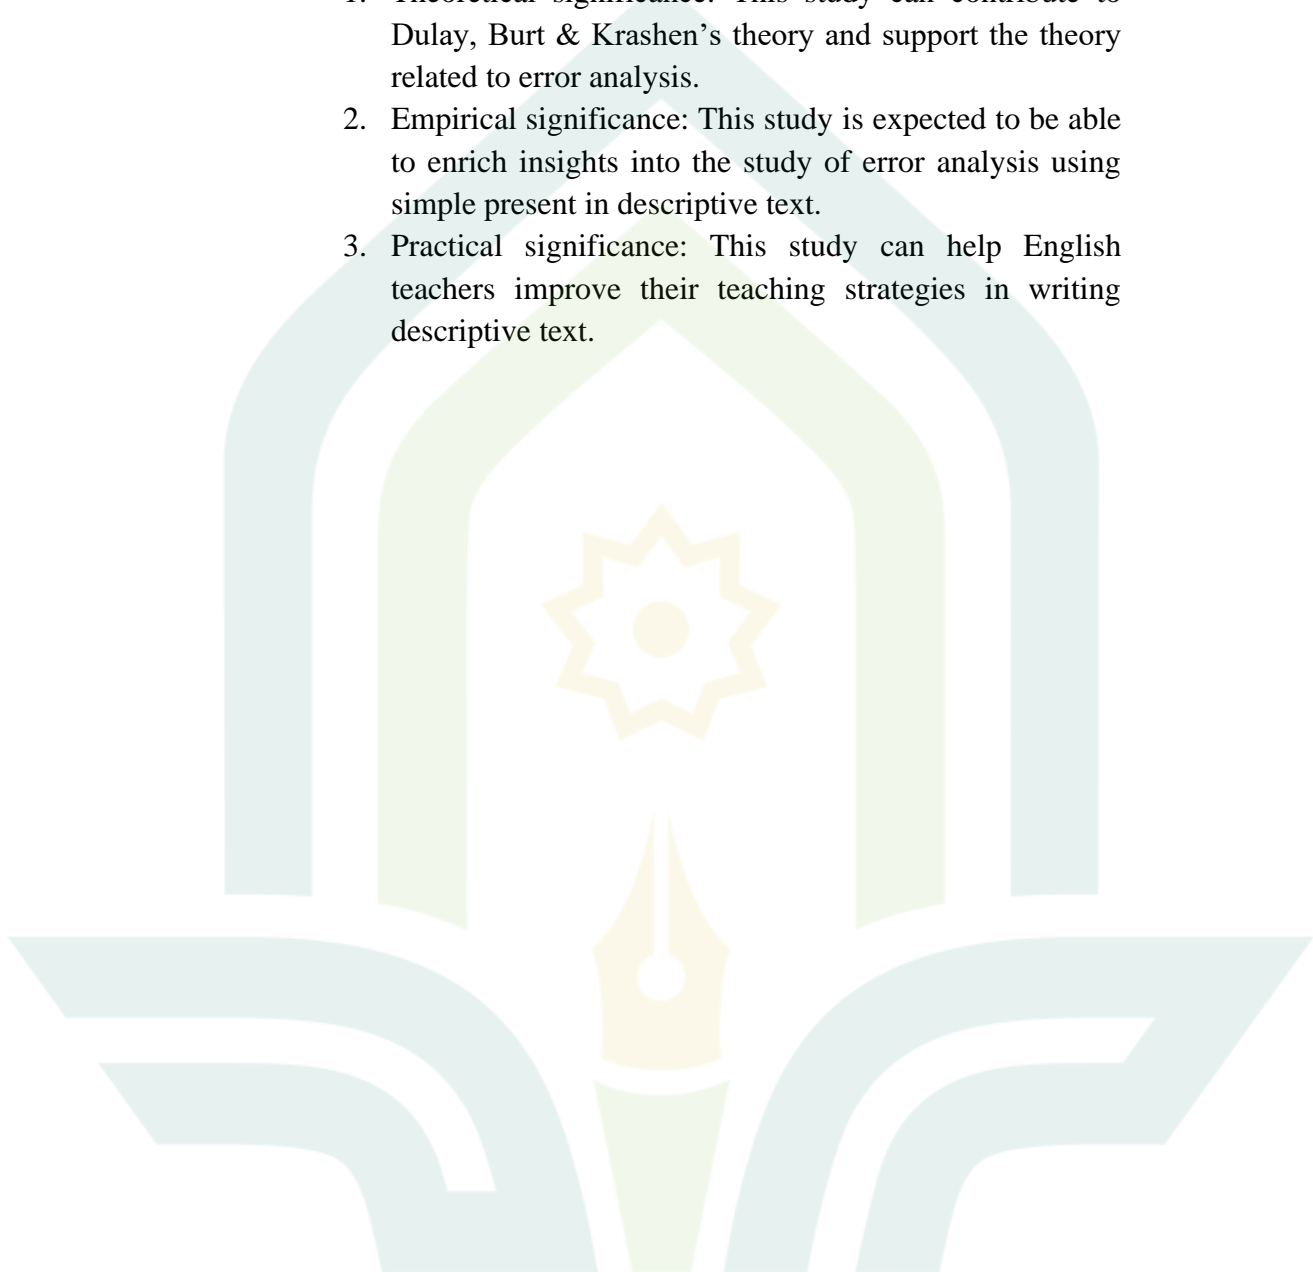 1. Theoretical significance: This study can contribute to
Dulay, Burt & Krashen’s theory and support the theory
related to error analysis.
2. Empirical significance: This study is expected to be able
to enrich insights into the study of error analysis using
simple present in descriptive text.
3. Practical significance: This study can help English
teachers improve their teaching strategies in writing
descriptive text.